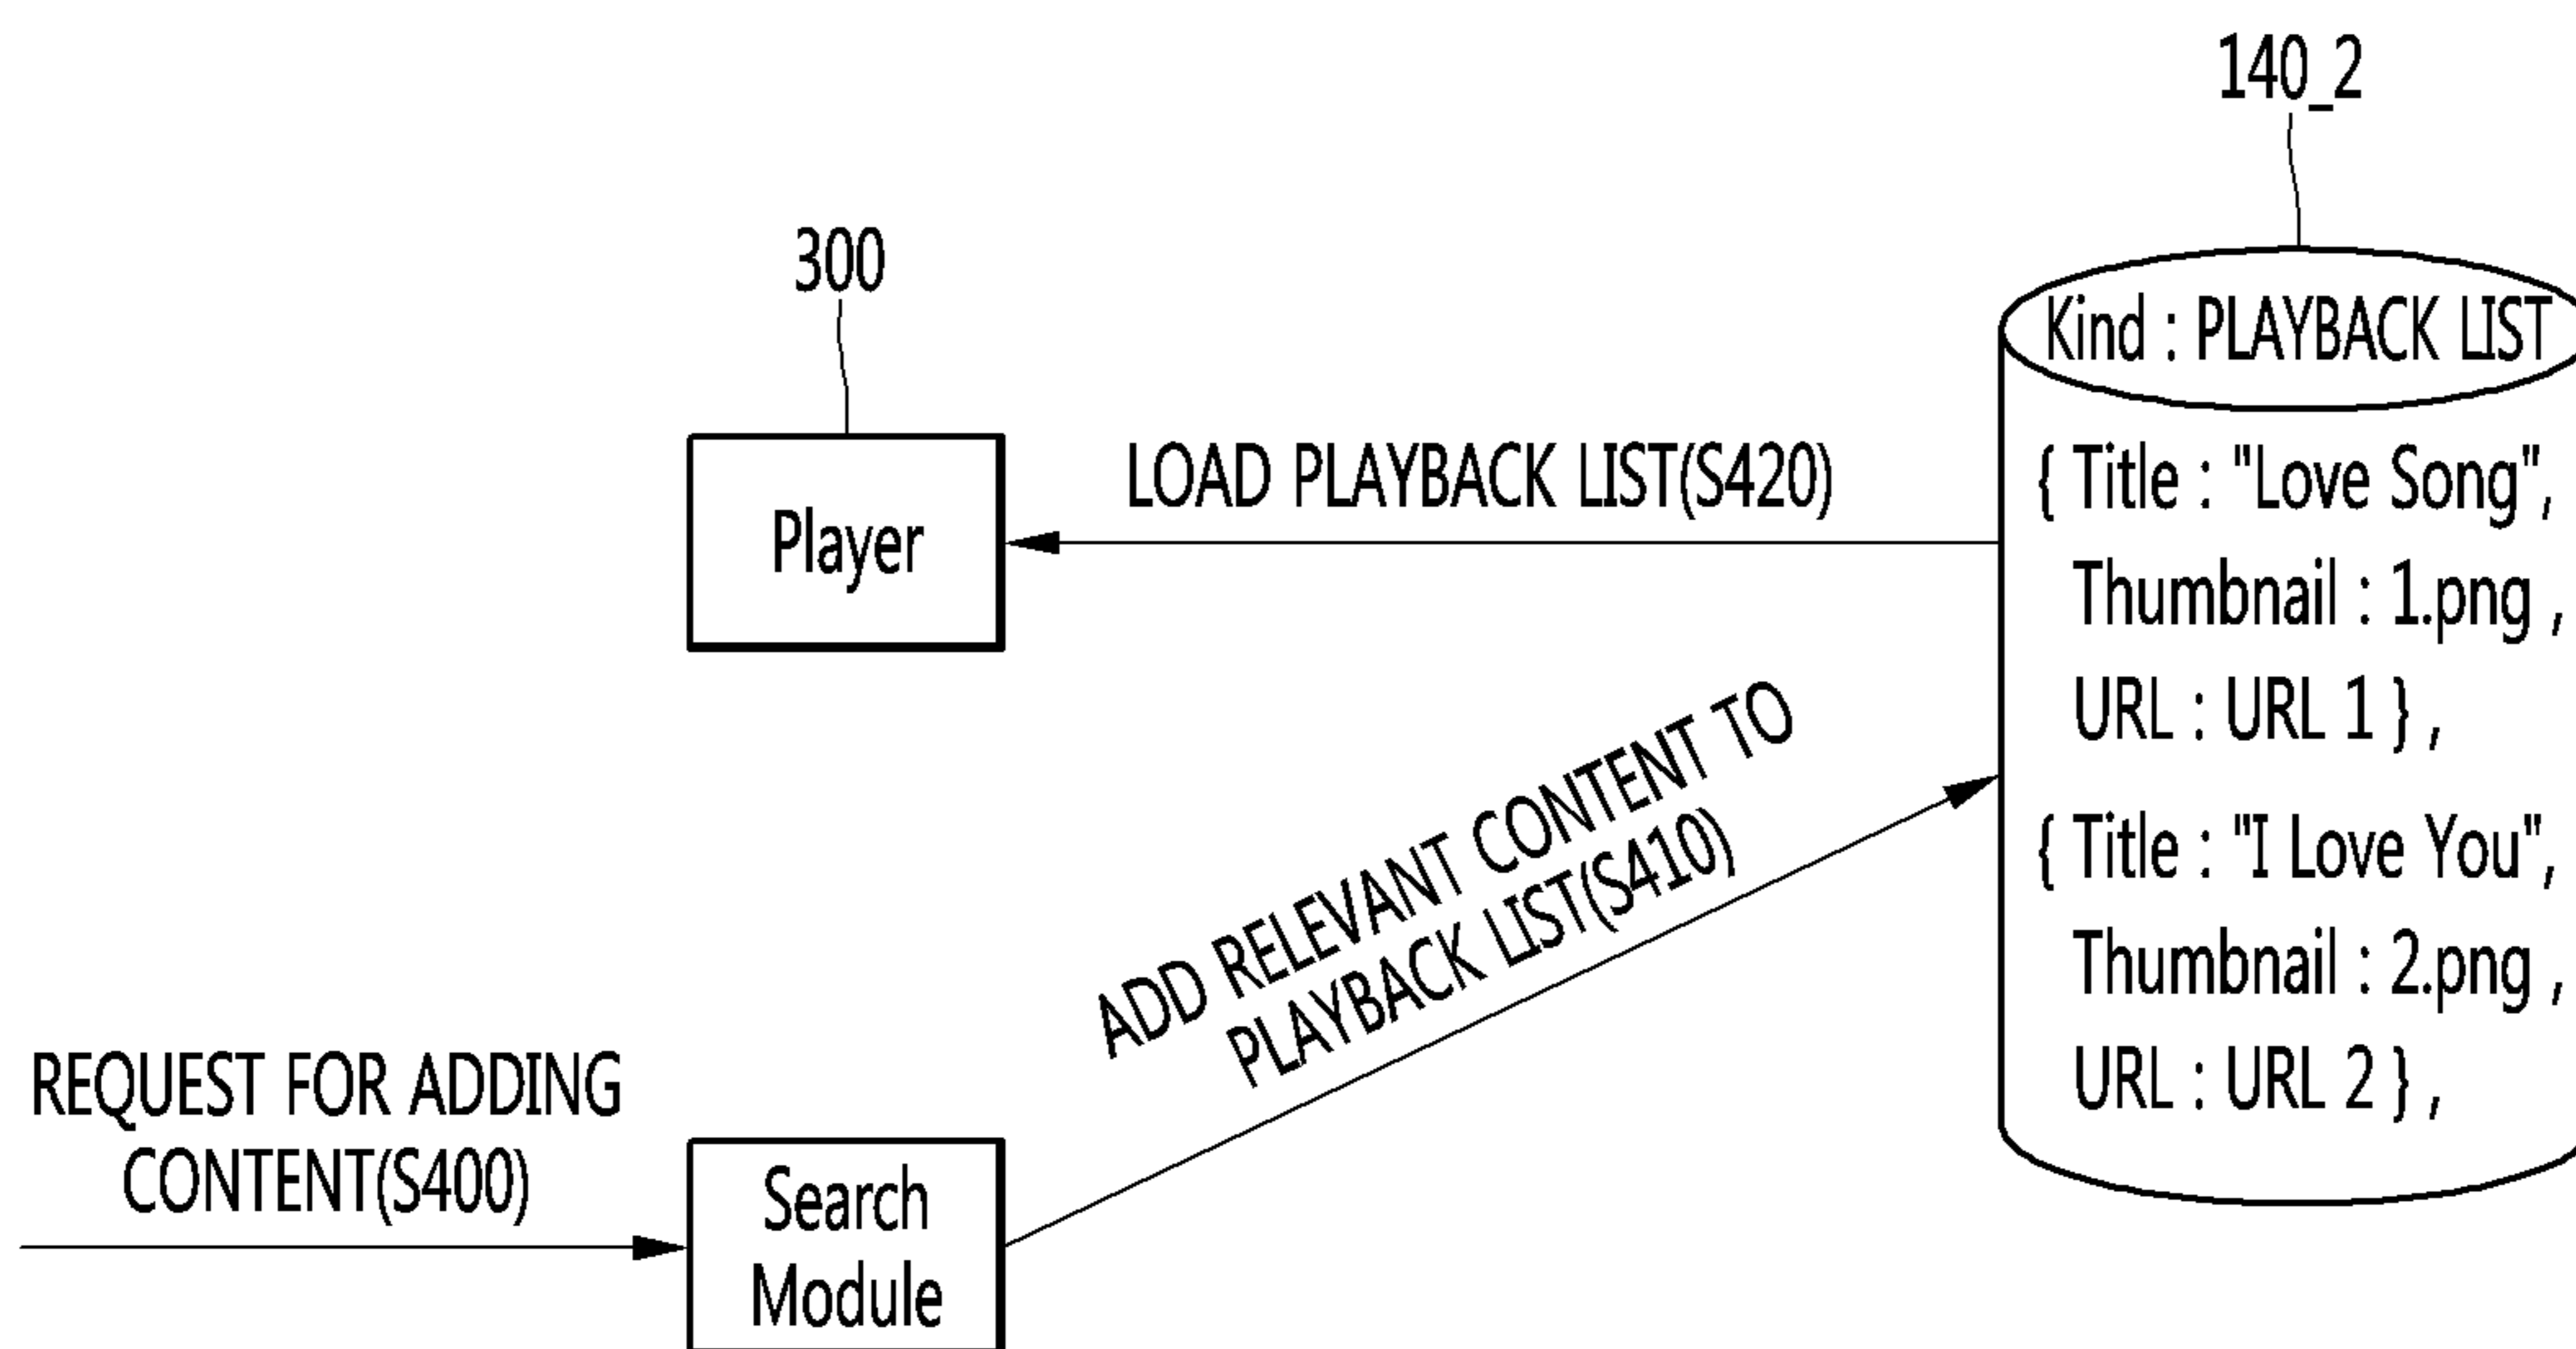 140_2
300
Kind : PLAYBACK LIST
Player
LOAD PLAYBACK LIST(S420)
{ Title : "Love Song",
Thumbnail : 1.png ,
URL : URL 1 } ,
{ Title : "I Love You",
Thumbnail : 2.png ,
URL : URL 2 } ,
ADD RELEVANT CONTENT TO
PLAYBACK LIST(S410)
REQUEST FOR ADDING
CONTENT(S400)
Search
Module